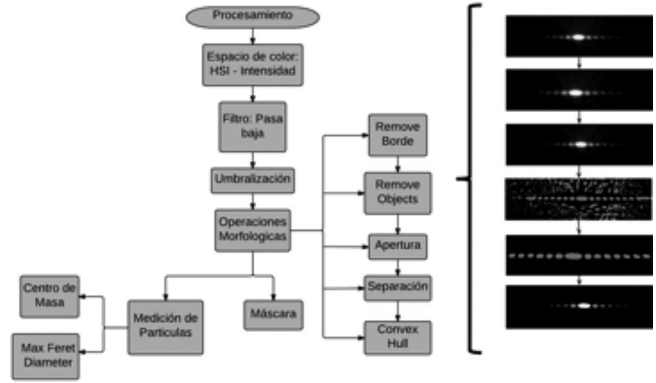 Procesamiento
Espacio de color:
HSI - Intensidad
Filtro: Pasa
baja
Umbralización
Operaciones
Morfologicas
Remove
Borde
Remove
Objects
Apertura
Separación
Convex
Hull
Centro de
Masa
Max Feret
Diameter
Medición de
Particulas
Máscara